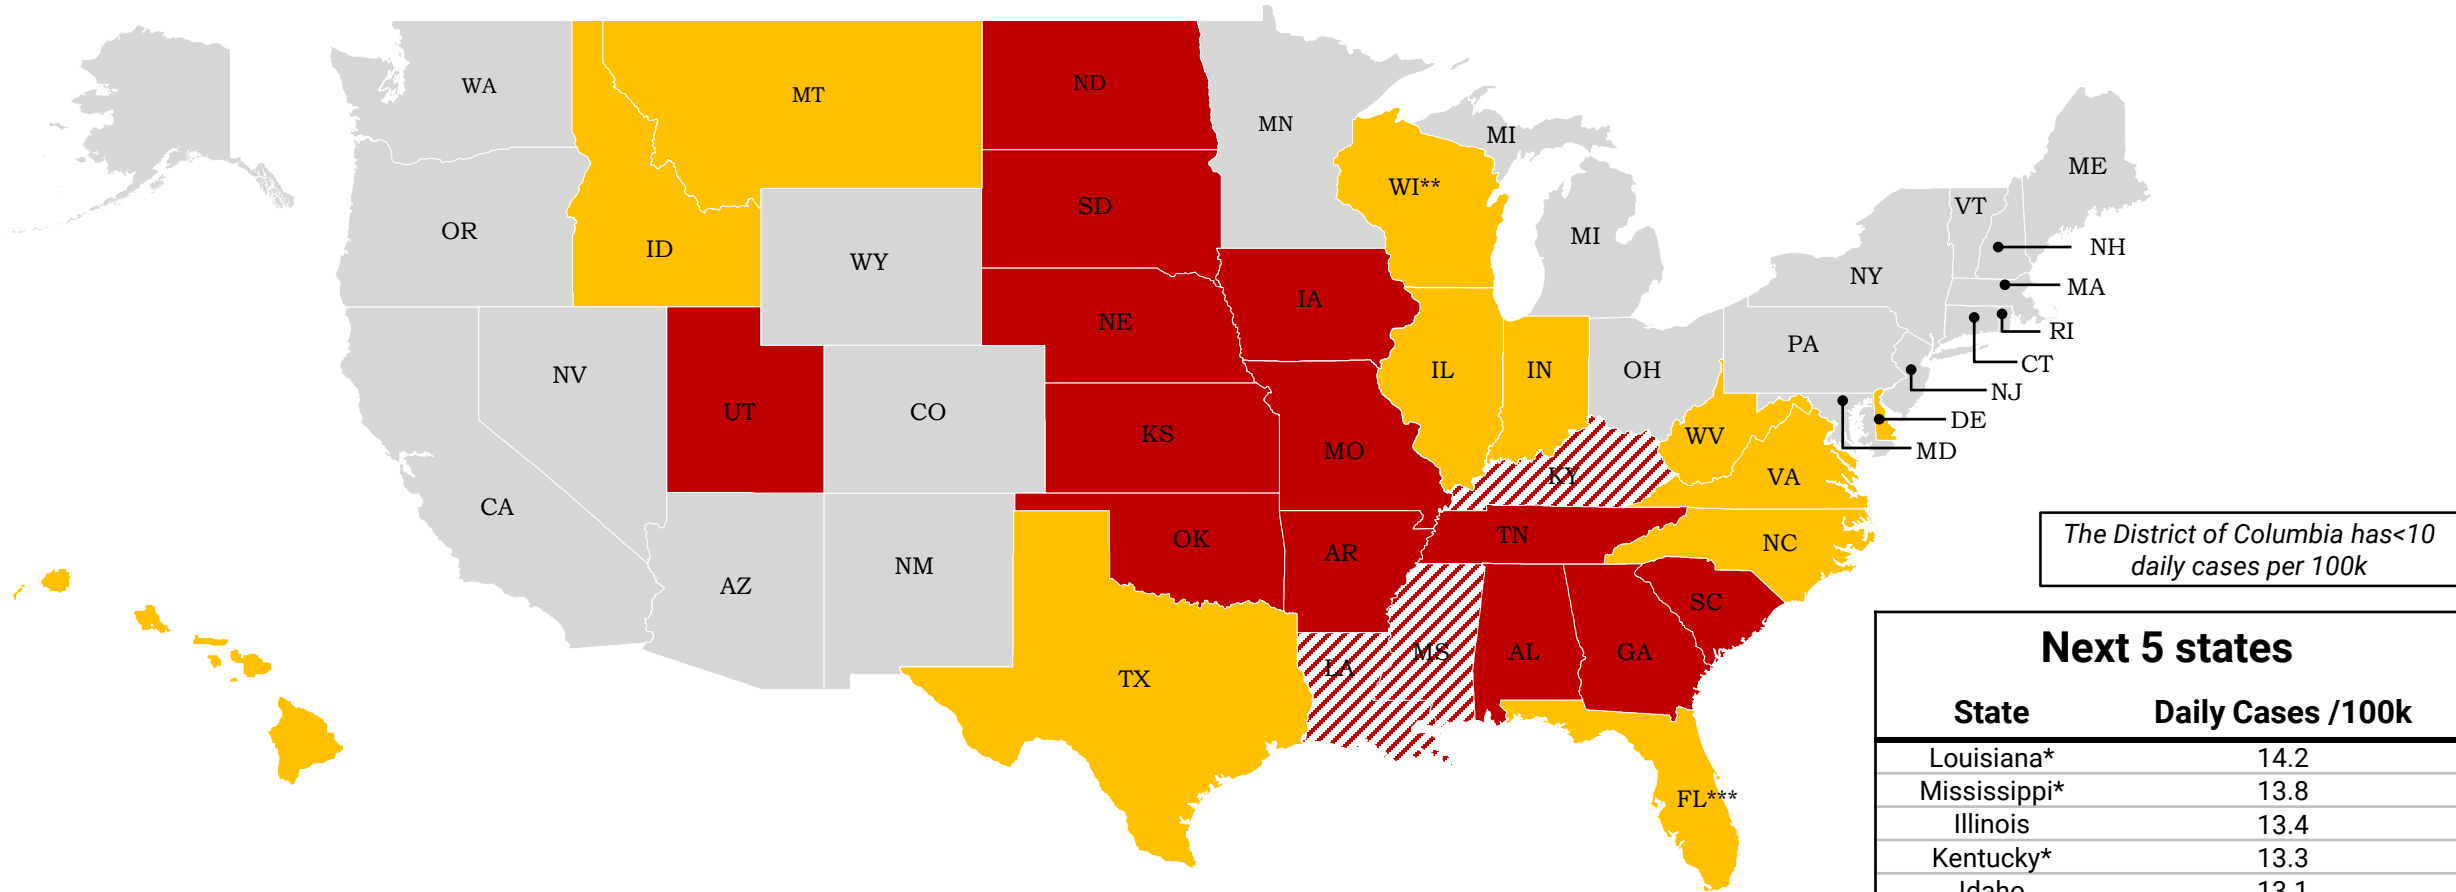 WA
MT
ND
MN
MI
ME
OR
ID
WY
SD
WI**
MI
VT
NH
NY
MA
NV
UT
CO
NE
IA
IL
IN
OH
PA
RI
CT
NJ
DE
MD
CA
AZ
NM
KS
MO
KY
WV
VA
OK
AR
TN
NC
TX
LA
MS
AL
GA
SC
FL***
The District of Columbia has<10
daily cases per 100k
Next 5 states
State Daily Cases /100k
Louisiana* 14.2
Mississippi* 13.8
Illinois 13.4
Kentucky* 13.3
Idaho 13.1